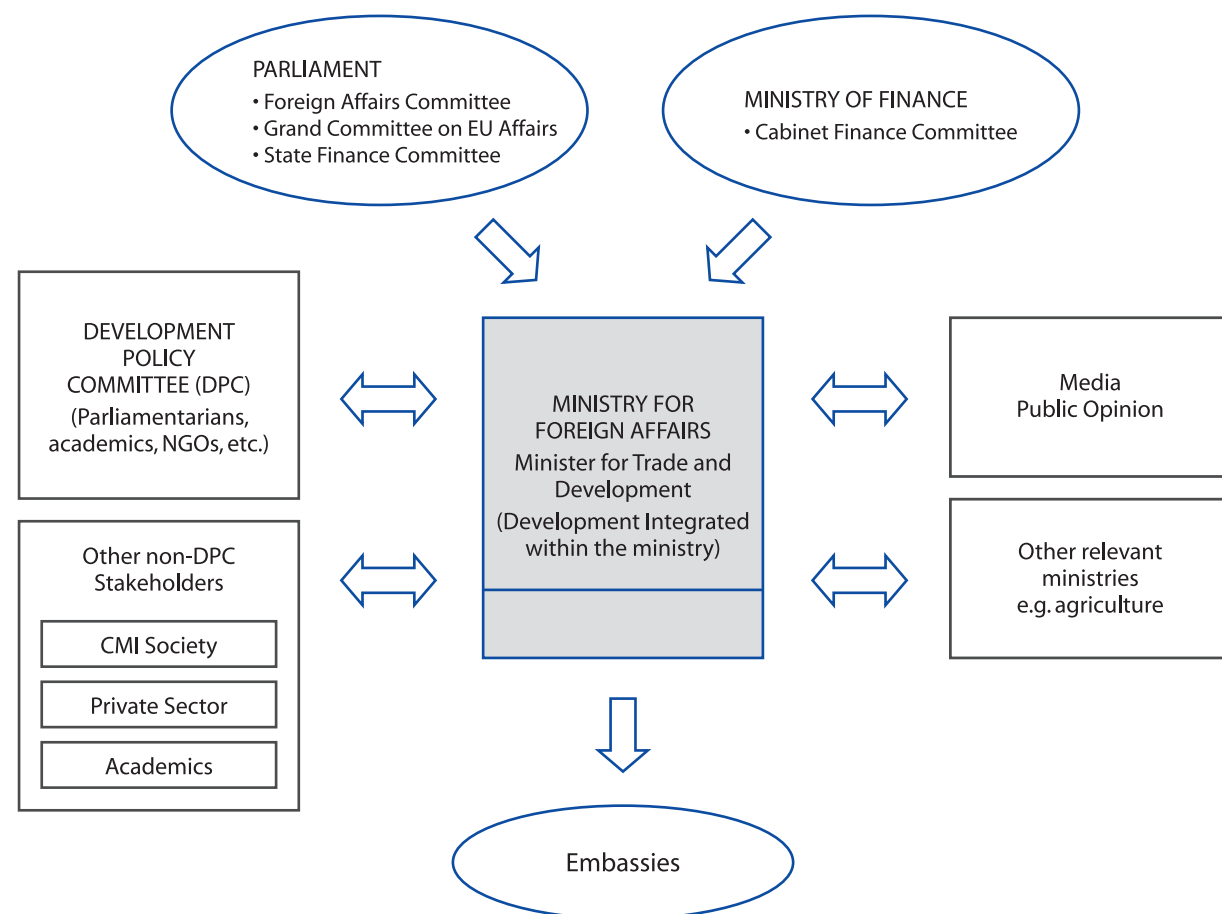 PARLIAMENT
• Foreign Affairs Committee
• Grand Committee on EU Affairs
• State Finance Committee
MINISTRY OF FINANCE
• Cabinet Finance Committee
DEVELOPMENT
POLICY
COMMITTEE (DPC)
(Parliamentarians,
academics, NGOs, etc.)
MINISTRY FOR
FOREIGN AFFAIRS
Minister for Trade and
Development
(Development Integrated
within the ministry)
Media
Public Opinion
Other non-DPC
Stakeholders
CMI Society
Private Sector
Academics
Other relevant
ministries
e.g. agriculture
Embassies